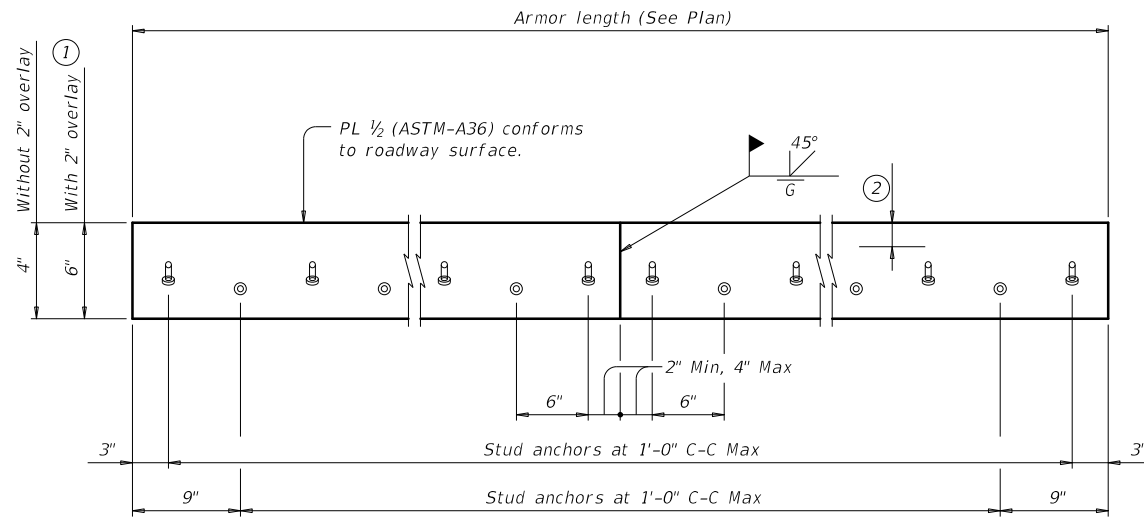 Armor length (See Plan)
Without 2" overlay
With 2" overlay
1
PL ½ (ASTM-A36) conforms
to roadway surface.
45°
G
2
4"
6"
2" Min, 4" Max
6"
6"
3"
Stud anchors at 1'-0" C-C Max
3"
9"
Stud anchors at 1'-0" C-C Max
9"